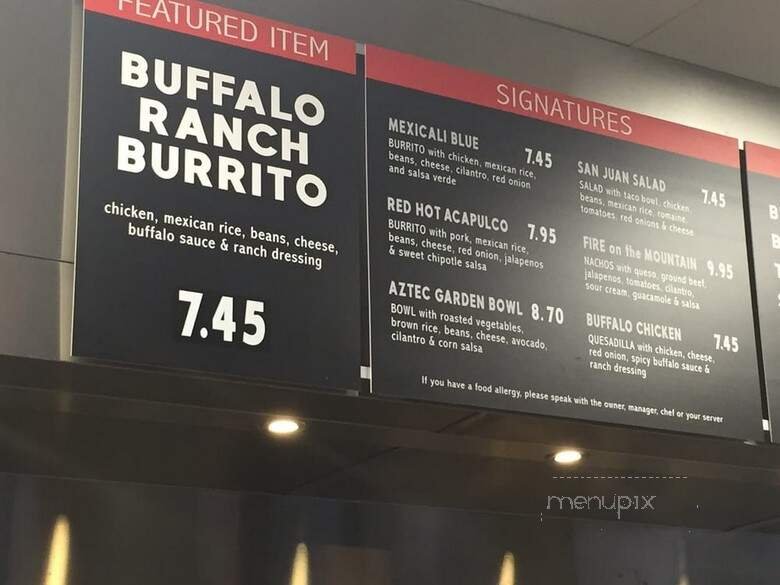 FEATURED ITEM
BUFFALO
RANCH
BURRITO
chicken, mexican rice, beans, cheese,
buffalo sauce & ranch dressing
7.45
SIGNATURES
MEXICALI BLUE 7.45
BURRITO with chicken, mexican rice,
beans, cheese, cilantro, red onion
and salsa verde
RED HOT ACAPULCO 7.95
BURRITO with pork, mexican rice,
beans, cheese, red onion, jalapenos
& sweet chipotle salsa
AZTEC GARDEN BOWL 8.70
BOWL with roasted vegetables,
brown rice, beans, cheese, avocado,
cilantro & corn salsa
SAN JUAN SALAD 7.45
SALAD with taco bowl, chicken,
beans, mexican rice, romaine,
tomatoes, red onions & cheese
FIRE on the MOUNTAIN 9.95
NACHOS with queso, ground beef,
jalapenos, tomatoes, cilantro,
sour cream, guacamole & salsa
BUFFALO CHICKEN 7.45
QUESADILLA with chicken, cheese,
red onion, spicy buffalo sauce &
ranch dressing
If you have a food allergy, please speak with the owner, manager, chef or your server
menupix